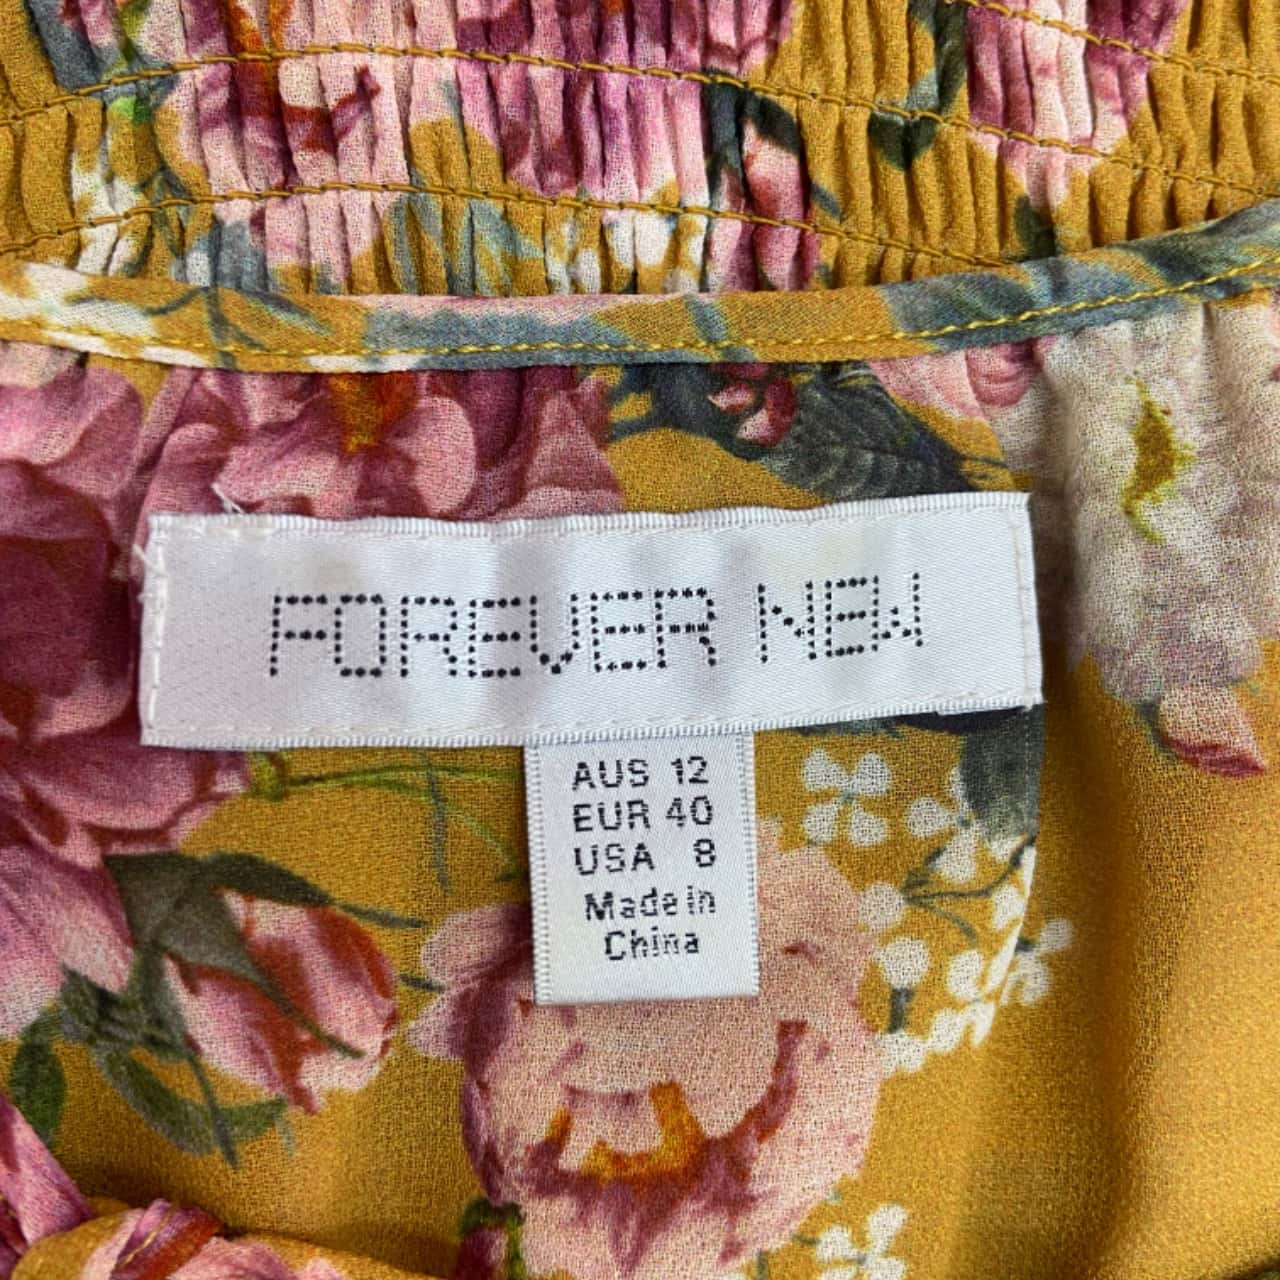 FOREVER NEW
AUS 12
EUR 40
USA 8
Made in
China